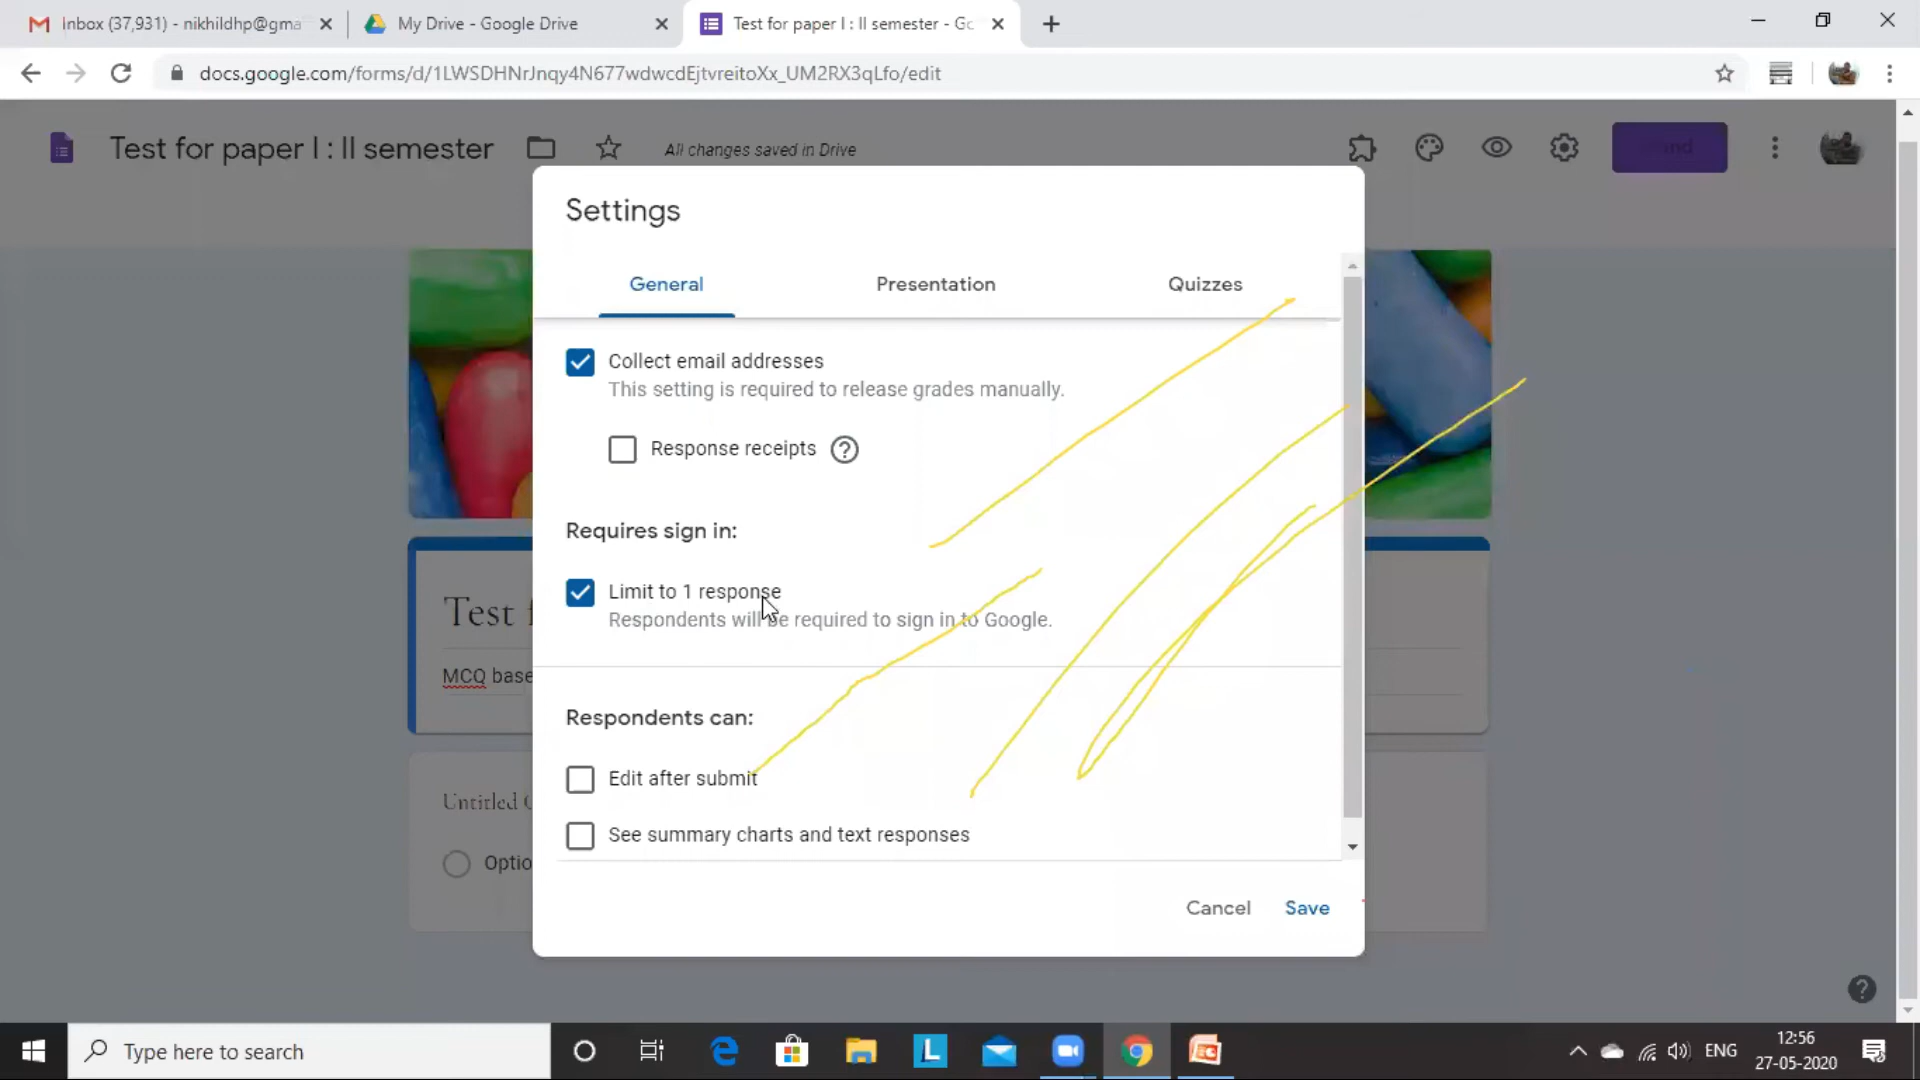 Inbox (37,931) - nikhildhp@gma
My Drive - Google Drive
Test for paper I : II semester - Gc
docs.google.com/forms/d/1LWSDHNrJnqy4N677wdwcdEjtvreitoXx_UM2RX3qLfo/edit
Test for paper I : II semester
All changes saved in Drive
Settings
General
Presentation
Quizzes
Collect email addresses
This setting is required to release grades manually.
Response receipts
Requires sign in:
Limit to 1 response
Respondents will be required to sign in to Google.
Test f
MCQ base
Respondents can:
Edit after submit
Untitled
See summary charts and text responses
Optio
Cancel
Save
Type here to search
ENG
12:56
27-05-2020